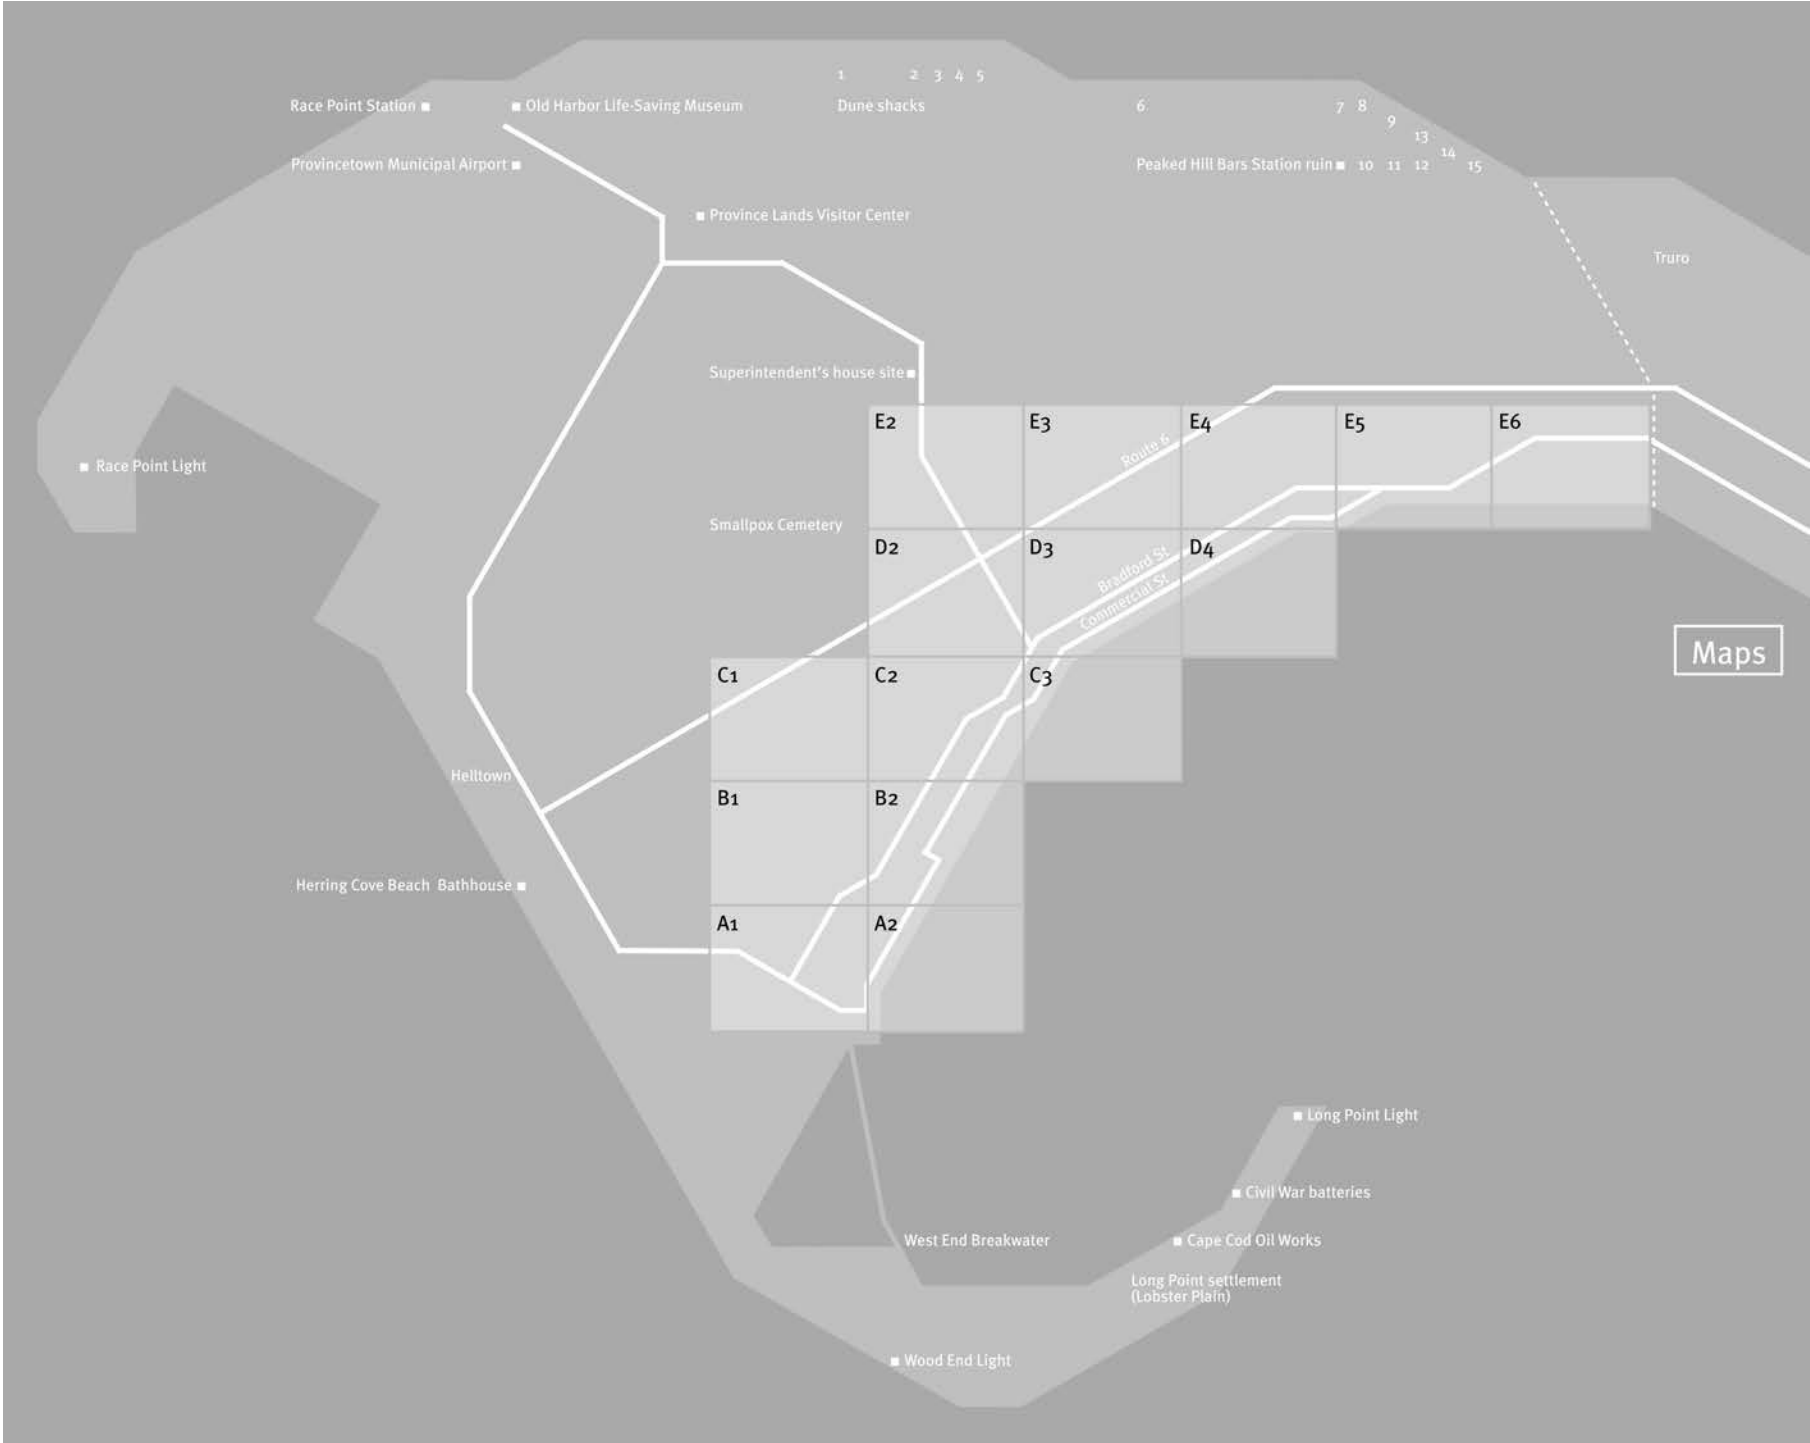 1 2 3 4 5
Race Point Station
Old Harbor Life-Saving Museum
Dune shacks
6
7 8
9
13
14
Provincetown Municipal Airport
Peaked Hill Bars Station ruin
10 11 12 15
Province Lands Visitor Center
Truro
Superintendent's house site
E2 E3 E4 E5 E6
Route 6
Race Point Light
Smallpox Cemetery
D2 D3 D4
Bradford St
Commercial St
Maps
C1 C2 C3
Helltown
B1 B2
Herring Cove Beach Bathhouse
A1 A2
Long Point Light
Civil War batteries
West End Breakwater
Cape Cod Oil Works
Long Point settlement
(Lobster Plain)
Wood End Light